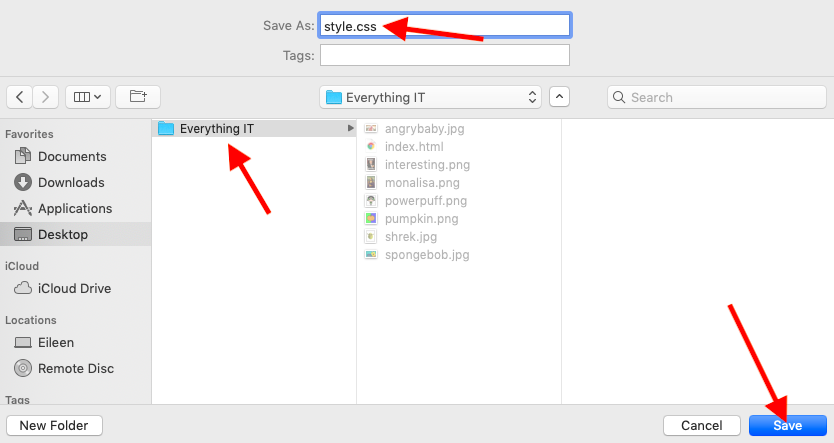 Save As: style.css
Tags:
Everything IT
Search
Favorites
Documents
Downloads
Applications
Desktop
iCloud
iCloud Drive
Locations
Eileen
Remote Disc
Tags
Everything IT
angrybaby.jpg
index.html
interesting.png
monalisa.png
powerpuff.png
pumpkin.png
shrek.jpg
spongebob.jpg
New Folder
Cancel
Save